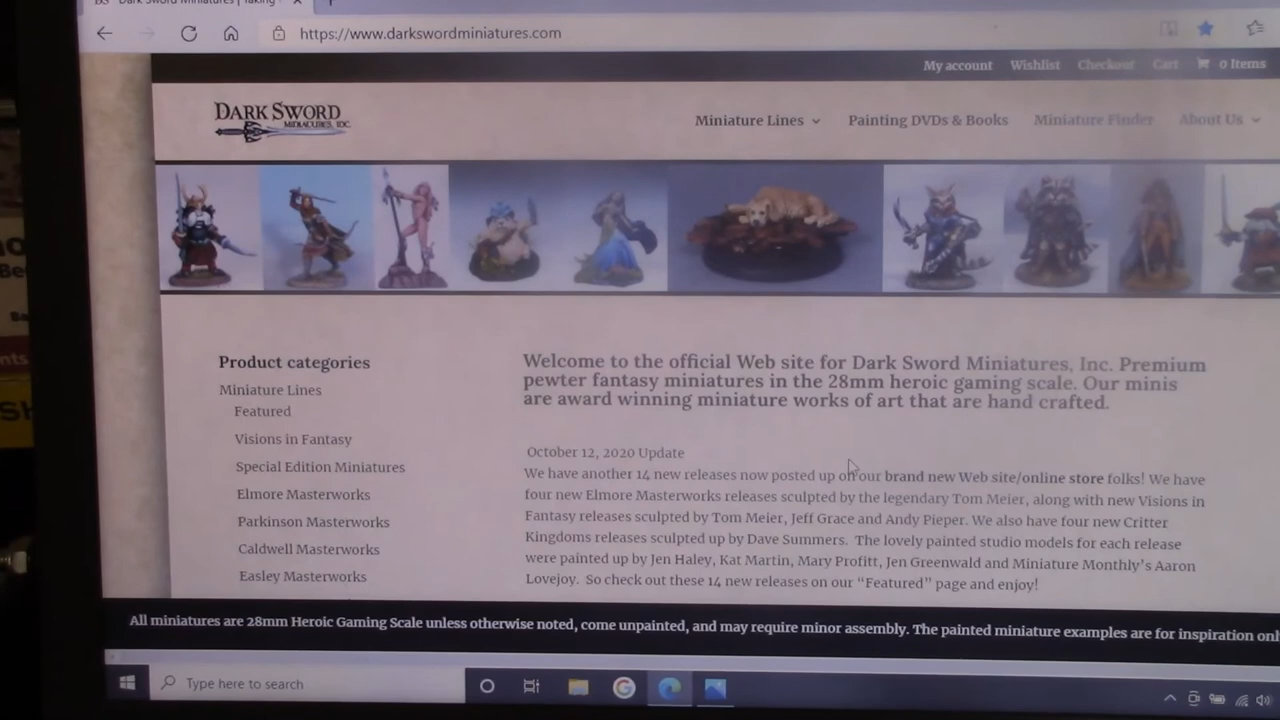 Dark Sword Miniatures | Taking
https://www.darkswordminiatures.com
My account Wishlist Checkout Cart 0 Items
DARK SWORD
MINIATURES, INC.
Miniature Lines Painting DVDs & Books Miniature Finder About Us
Product categories
Miniature Lines
Featured
Visions in Fantasy
Special Edition Miniatures
Elmore Masterworks
Parkinson Masterworks
Caldwell Masterworks
Easley Masterworks
Welcome to the official Web site for Dark Sword Miniatures, Inc. Premium
pewter fantasy miniatures in the 28mm heroic gaming scale. Our minis
are award winning miniature works of art that are hand crafted.
October 12, 2020 Update
We have another 14 new releases now posted up on our brand new Web site/online store folks! We have
four new Elmore Masterworks releases sculpted by the legendary Tom Meier, along with new Visions in
Fantasy releases sculpted by Tom Meier, Jeff Grace and Andy Pieper. We also have four new Critter
Kingdoms releases sculpted up by Dave Summers. The lovely painted studio models for each release
were painted up by Jen Haley, Kat Martin, Mary Profitt, Jen Greenwald and Miniature Monthly's Aaron
Lovejoy. So check out these 14 new releases on our “Featured” page and enjoy!
All miniatures are 28mm Heroic Gaming Scale unless otherwise noted, come unpainted, and may require minor assembly. The painted miniature examples are for inspiration onl
Type here to search